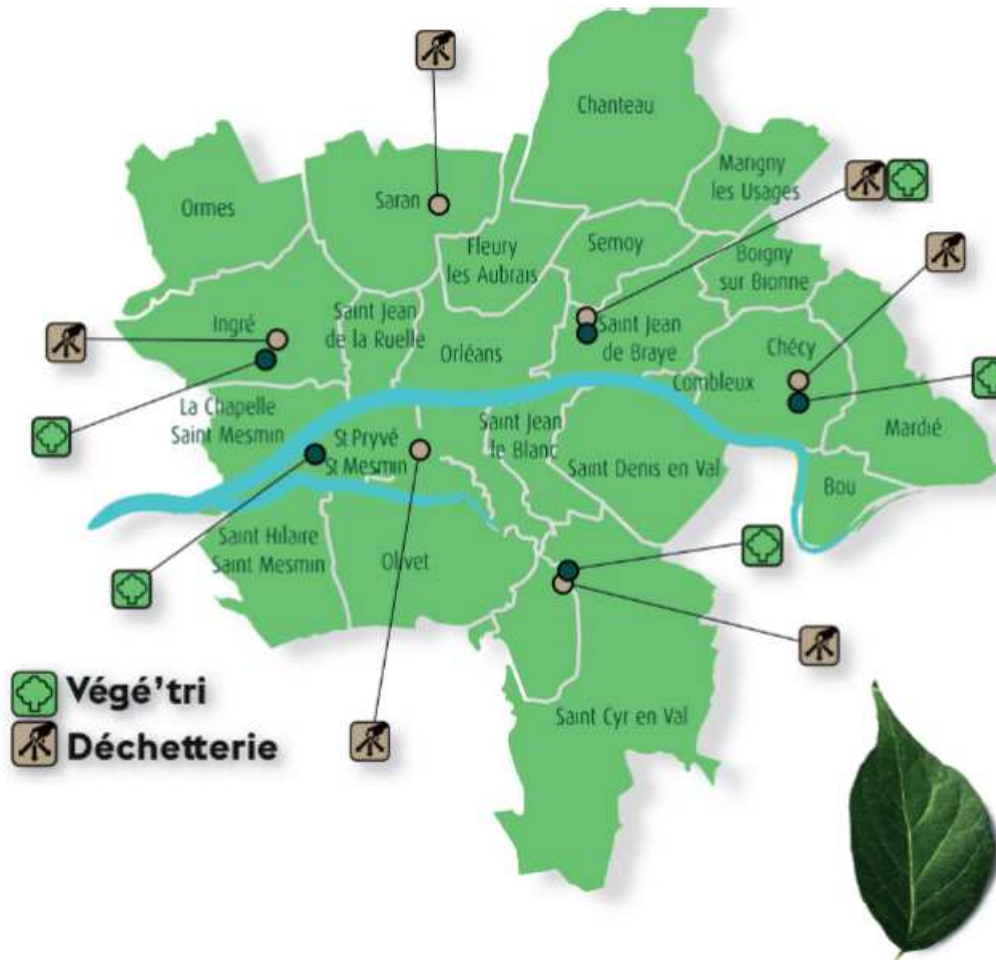 Chanteau
Marigny
les Usages
Ormes
Saran
Fleury
les Aubrais
Semoy
Boigny
sur Bionne
Ingré
Saint Jean
de la Ruelle
Orléans
Saint Jean
de Braye
Chécy
Combleux
Mardié
La Chapelle
Saint Mesmin
St Pryvé
St Mesmin
Saint Jean
le Blanc
Saint Denis en Val
Bou
Saint Hilaire
Saint Mesmin
Olivet
Saint Cyr en Val
Végé'tri
Déchetterie